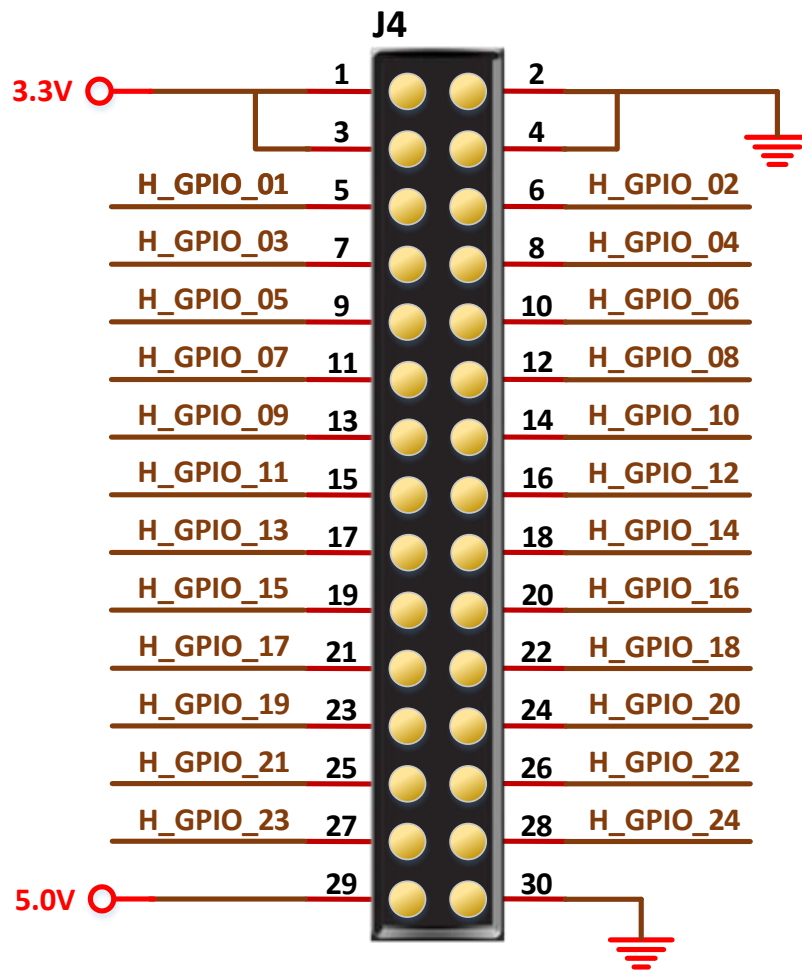 J4
3.3V 1 2
3 4
H_GPIO_01 5 6 H_GPIO_02
H_GPIO_03 7 8 H_GPIO_04
H_GPIO_05 9 10 H_GPIO_06
H_GPIO_07 11 12 H_GPIO_08
H_GPIO_09 13 14 H_GPIO_10
H_GPIO_11 15 16 H_GPIO_12
H_GPIO_13 17 18 H_GPIO_14
H_GPIO_15 19 20 H_GPIO_16
H_GPIO_17 21 22 H_GPIO_18
H_GPIO_19 23 24 H_GPIO_20
H_GPIO_21 25 26 H_GPIO_22
H_GPIO_23 27 28 H_GPIO_24
5.0V 29 30